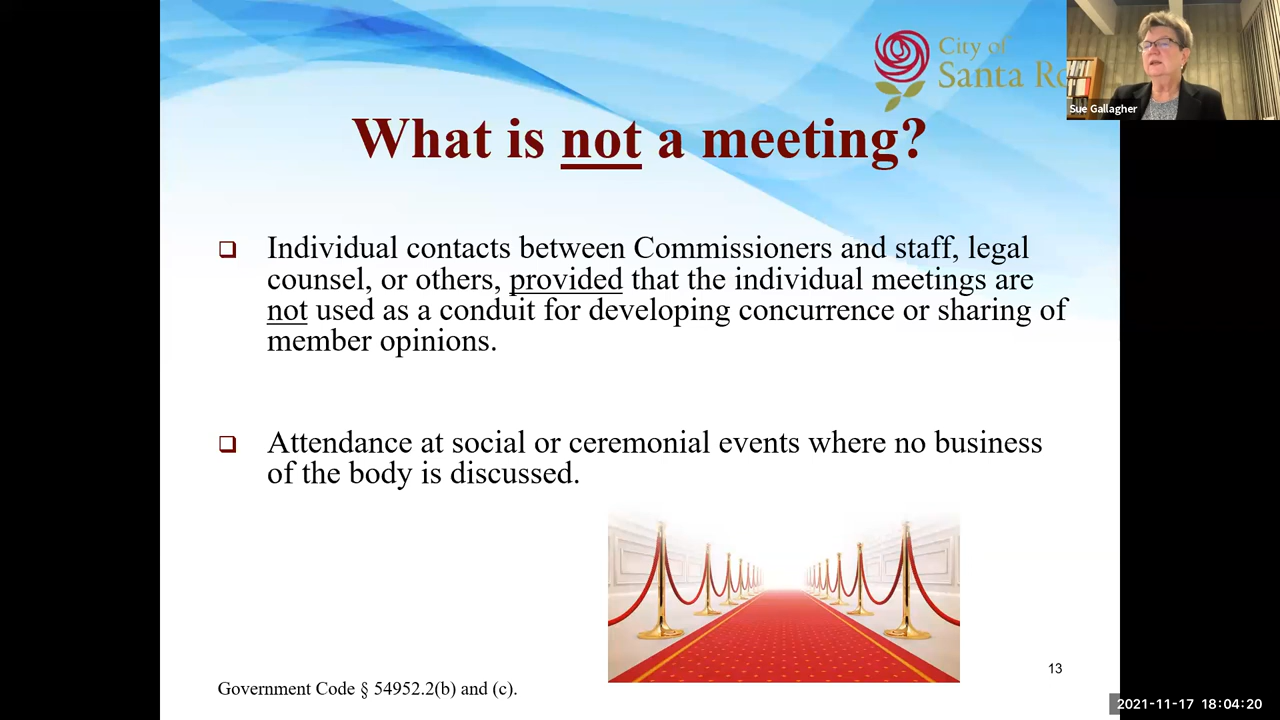 City of
Santa Ro
Sue Gallagher
What is not a meeting?
❑ Individual contacts between Commissioners and staff, legal
counsel, or others, provided that the individual meetings are
not used as a conduit for developing concurrence or sharing of
member opinions.
❑ Attendance at social or ceremonial events where no business
of the body is discussed.
13
Government Code § 54952.2(b) and (c).
2021-11-17 18:04:20